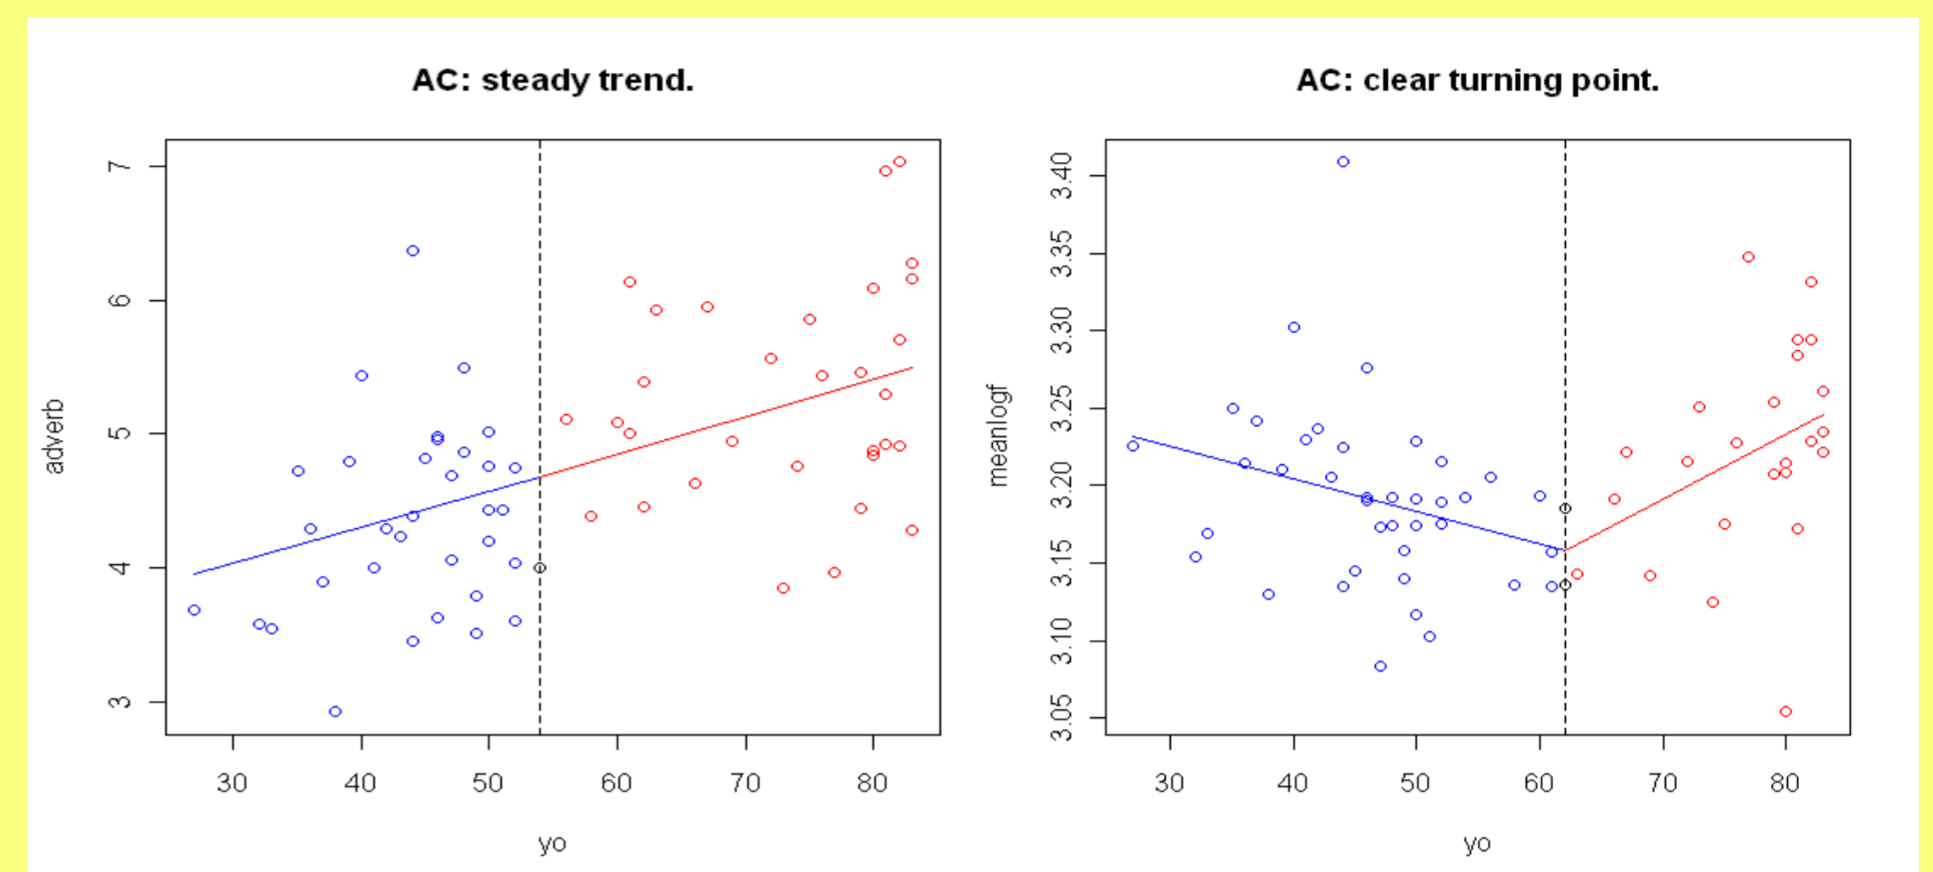 AC: steady trend.
adverb
7
6
5
4
3
30 40 50 60 70 80
yo
AC: clear turning point.
meanlogf
3.40
3.35
3.30
3.25
3.20
3.15
3.10
3.05
30 40 50 60 70 80
yo